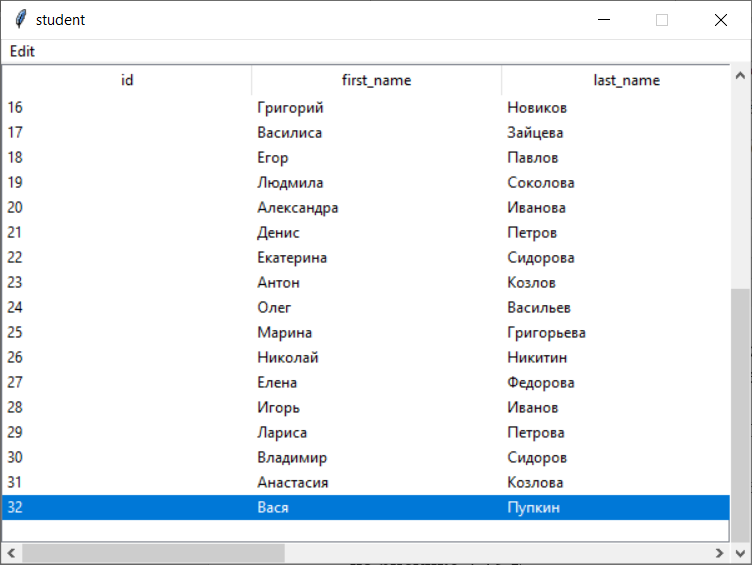 student
Edit
id first_name last_name
16 Григорий Новиков
17 Василиса Зайцева
18 Егор Павлов
19 Людмила Соколова
20 Александра Иванова
21 Денис Петров
22 Екатерина Сидорова
23 Антон Козлов
24 Олег Васильев
25 Марина Григорьева
26 Николай Никитин
27 Елена Федорова
28 Игорь Иванов
29 Лариса Петрова
30 Владимир Сидоров
31 Анастасия Козлова
32 Вася Пупкин